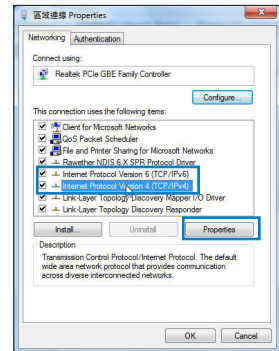 區域連線 Properties
Networking
Authentication
Connect using:
Realtek PCIe GBE Family Controller
Configure...
This connection uses the following items:
Client for Microsoft Networks
QoS Packet Scheduler
File and Printer Sharing for Microsoft Networks
Rawether NDIS 6.X SPR Protocol Driver
Internet Protocol Version 6 (TCP/IPv6)
Internet Protocol Version 4 (TCP/IPv4)
Link-Layer Topology Discovery Mapper I/O Driver
Link-Layer Topology Discovery Responder
Install...
Uninstall
Properties
Description
Transmission Control Protocol/Internet Protocol. The default
wide area network protocol that provides communication
across diverse interconnected networks.
OK
Cancel